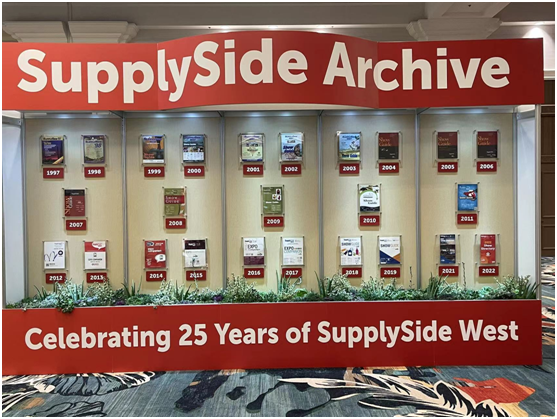 SupplySide Archive
1997 1998 1999 2000 2001 2002 2003 2004 2005 2006
2007 2008 2009 2010 2011
2012 2013 2014 2015 2016 2017 2018 2019 2021 2022
Celebrating 25 Years of SupplySide West